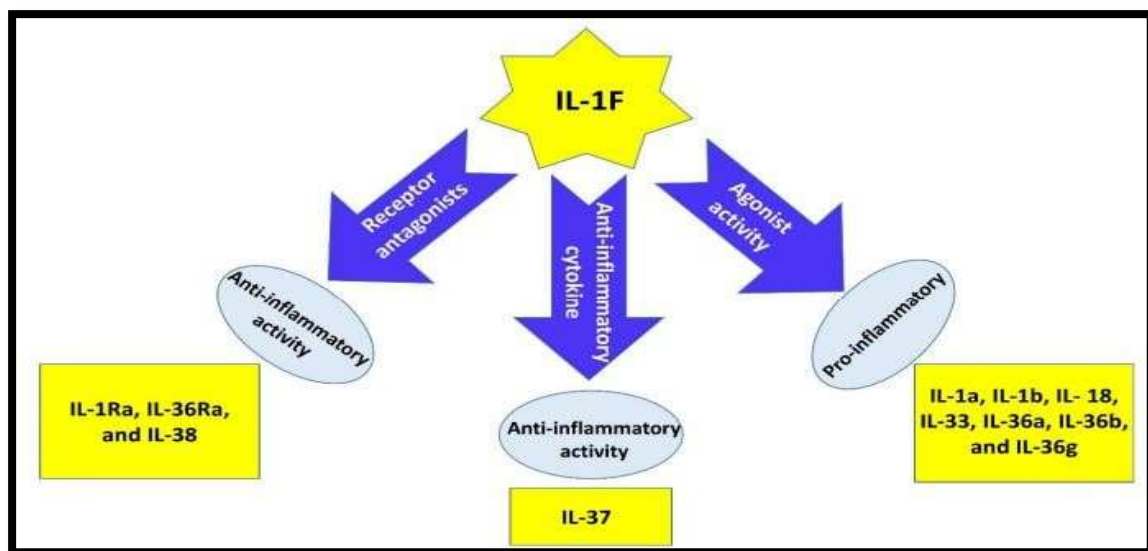 IL-1F
Receptor
antagonists
Anti-inflammatory
cytokine
Agonist
activity
Anti-inflammatory
activity
Anti-inflammatory
activity
Pro-inflammatory
IL-1Ra, IL-36Ra,
and IL-38
IL-37
IL-1a, IL-1b, IL- 18,
IL-33, IL-36a, IL-36b,
and IL-36g